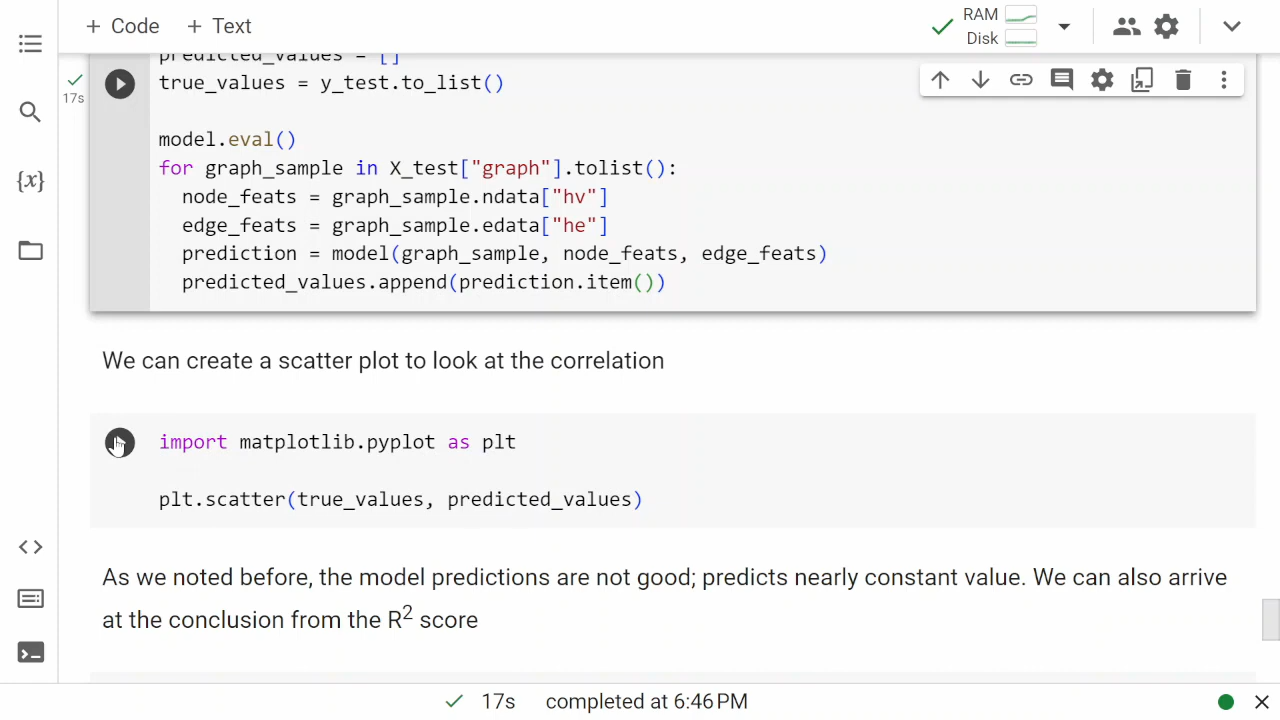 + Code + Text
RAM
Disk
predicted_values = []
17s
true_values = y_test.to_list()
model.eval()
for graph_sample in X_test["graph"].tolist():
node_feats = graph_sample.ndata["hv"]
edge_feats = graph_sample.edata["he"]
prediction = model(graph_sample, node_feats, edge_feats)
predicted_values.append(prediction.item())
We can create a scatter plot to look at the correlation
import matplotlib.pyplot as plt
plt.scatter(true_values, predicted_values)
As we noted before, the model predictions are not good; predicts nearly constant value. We can also arrive
at the conclusion from the R² score
17s completed at 6:46 PM